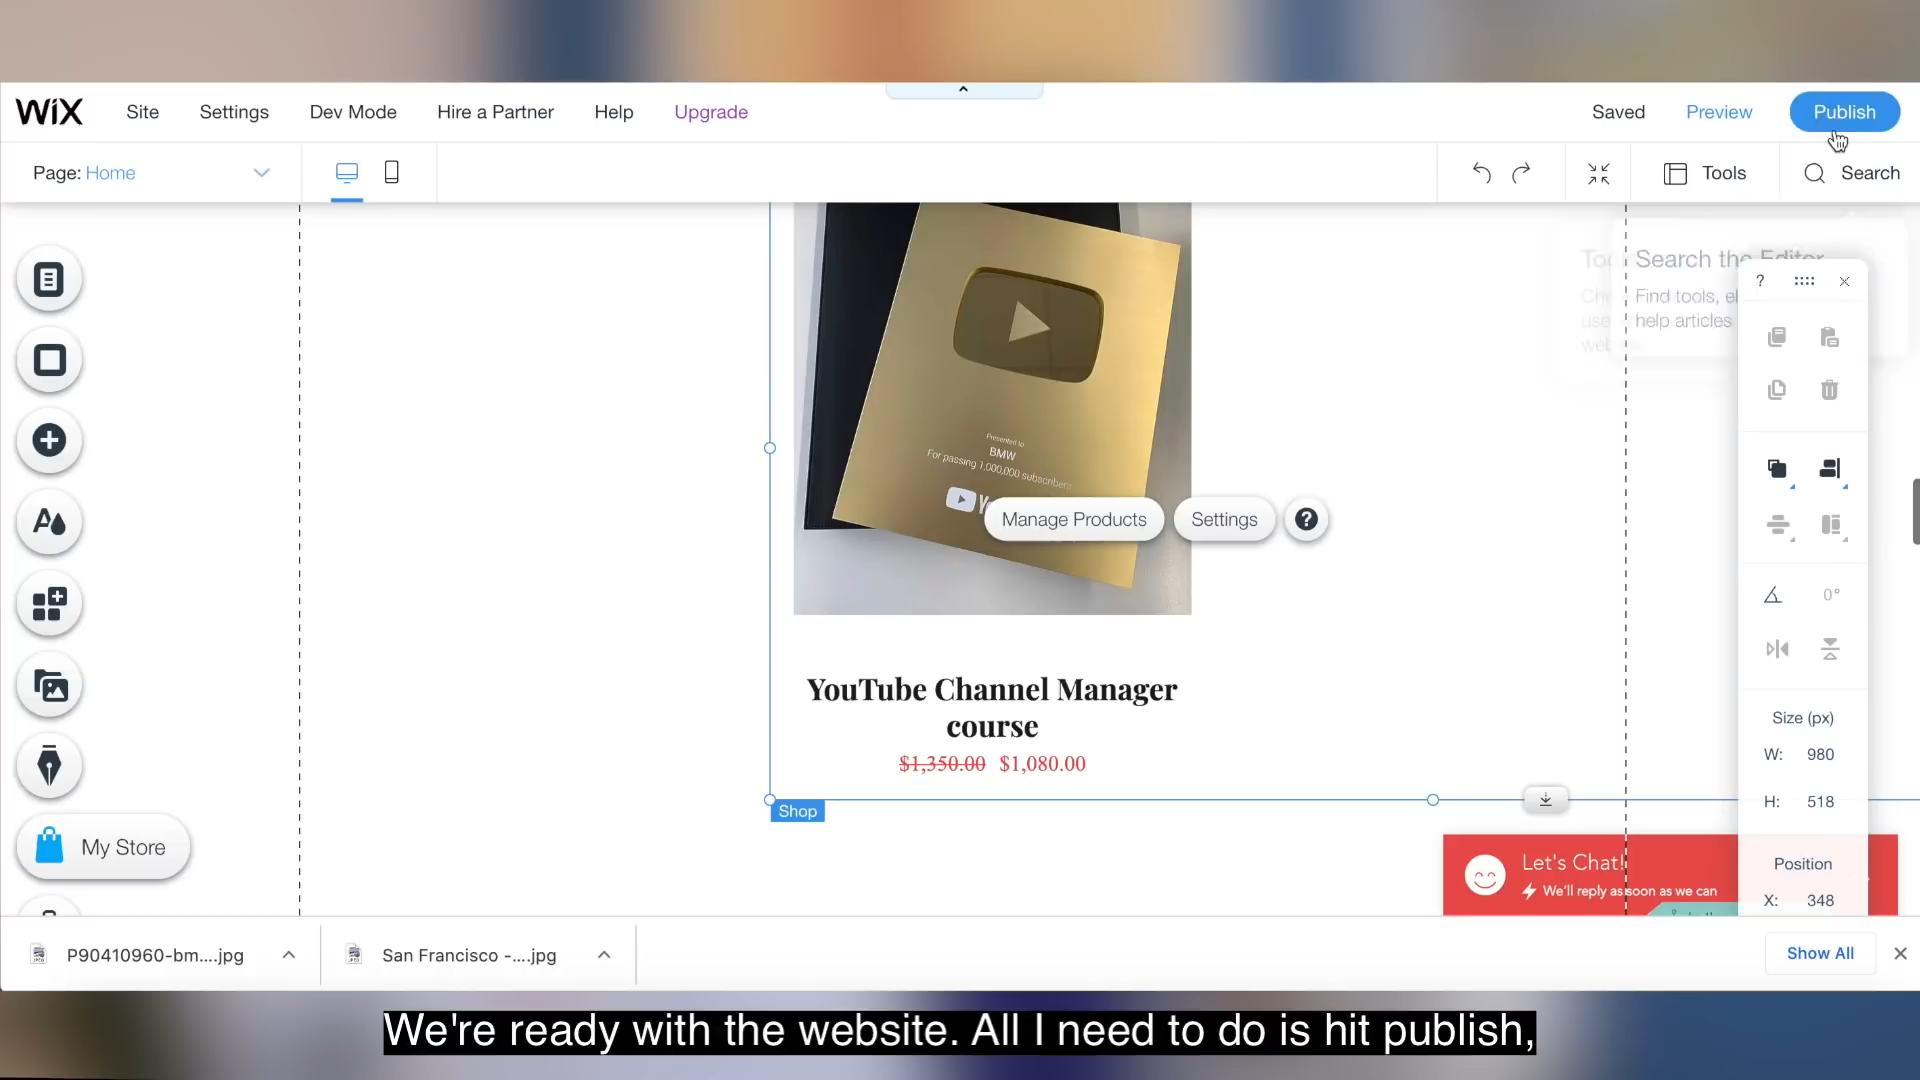 WiX
Site
Settings
Dev Mode
Hire a Partner
Help
Upgrade
Saved
Preview
Publish
Page: Home
Tools
Search
Search the Editor
Find tools, el
help articles
?
Presented to
BMW
For passing 1,000,000 subscribers
Manage Products
Settings
?
0°
YouTube Channel Manager
course
$1,350.00 $1,080.00
Size (px)
W: 980
H: 518
Shop
My Store
Let's Chat!
We'll reply as soon as we can
Position
X: 348
P90410960-bm....jpg
San Francisco -....jpg
Show All
We're ready with the website. All I need to do is hit publish,